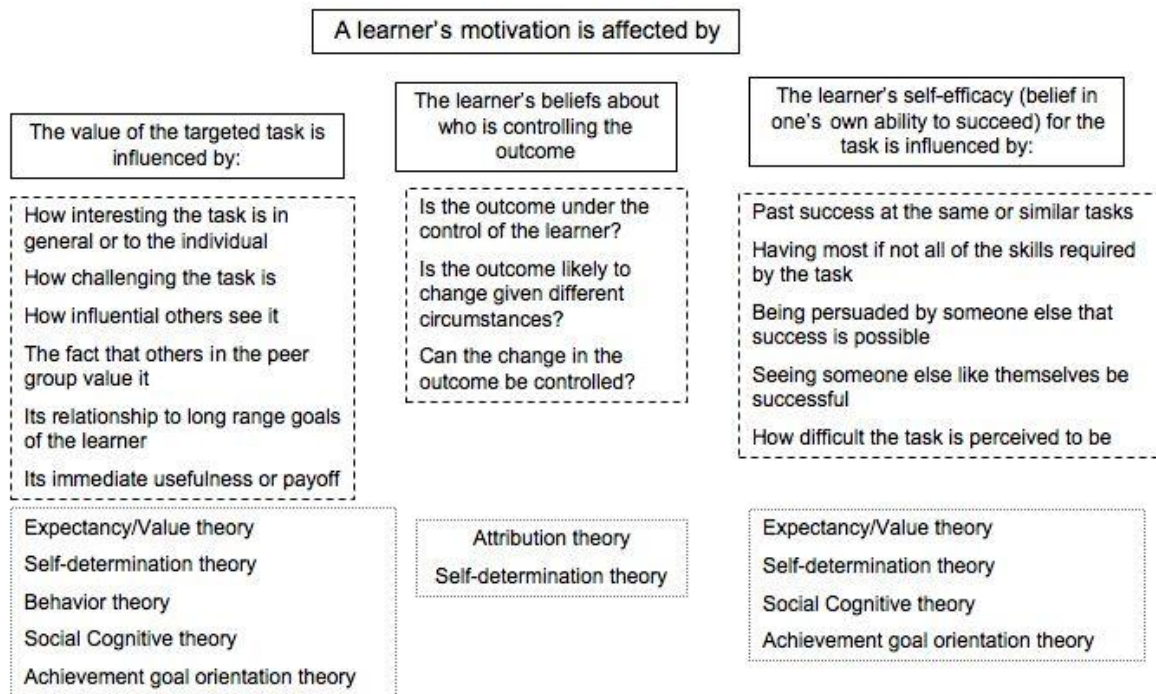 A learner's motivation is affected by
The value of the targeted task is
influenced by:
How interesting the task is in
general or to the individual
How challenging the task is
How influential others see it
The fact that others in the peer
group value it
Its relationship to long range goals
of the learner
Its immediate usefulness or payoff
Expectancy/Value theory
Self-determination theory
Behavior theory
Social Cognitive theory
Achievement goal orientation theory
The learner's beliefs about
who is controlling the
outcome
Is the outcome under the
control of the learner?
Is the outcome likely to
change given different
circumstances?
Can the change in the
outcome be controlled?
Attribution theory
Self-determination theory
The learner's self-efficacy (belief in
one's own ability to succeed) for the
task is influenced by:
Past success at the same or similar tasks
Having most if not all of the skills required
by the task
Being persuaded by someone else that
success is possible
Seeing someone else like themselves be
successful
How difficult the task is perceived to be
Expectancy/Value theory
Self-determination theory
Social Cognitive theory
Achievement goal orientation theory